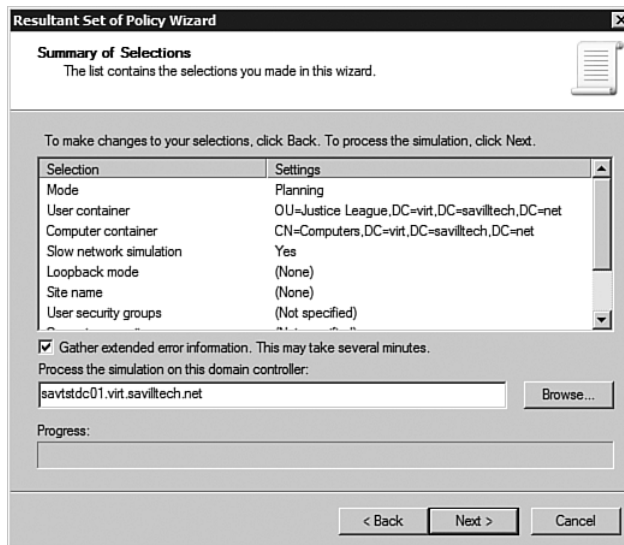 Resultant Set of Policy Wizard
Summary of Selections
The list contains the selections you made in this wizard.
To make changes to your selections, click Back. To process the simulation, click Next.
Selection Settings
Mode Planning
User container OU=Justice League,DC=virt,DC=savilltech,DC=net
Computer container CN=Computers,DC=virt,DC=savilltech,DC=net
Slow network simulation Yes
Loopback mode (None)
Site name (None)
User security groups (Not specified)
Gather extended error information. This may take several minutes.
Process the simulation on this domain controller:
savtstdc01.virt.savilltech.net Browse...
Progress:
< Back Next > Cancel